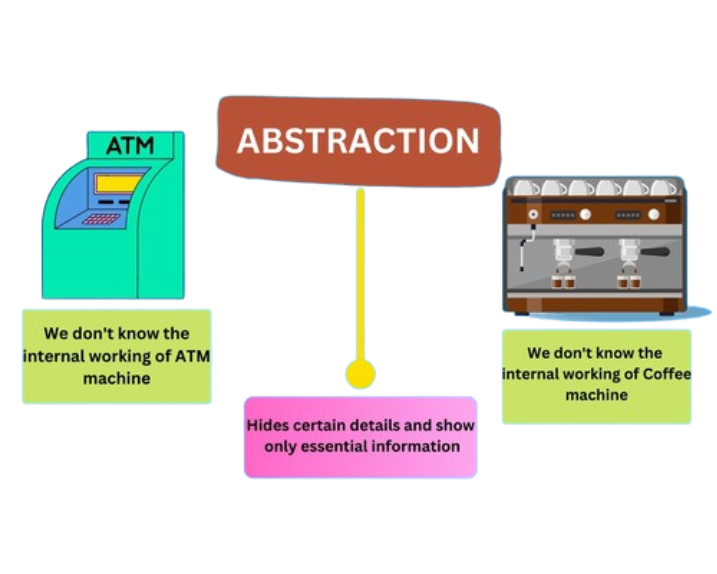 ABSTRACTION
ATM
We don't know the
internal working of ATM
machine
We don't know the
internal working of Coffee
machine
Hides certain details and show
only essential information